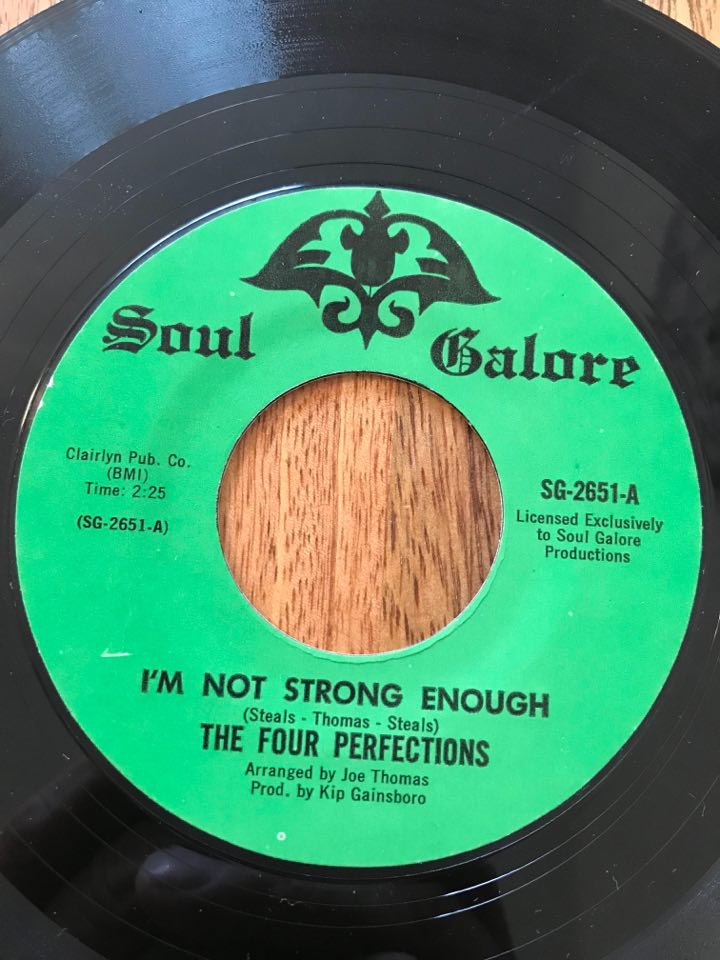 Soul Galore
Clairlyn Pub. Co.
(BMI)
Time: 2:25
(SG-2651-A)
SG-2651-A
Licensed Exclusively
to Soul Galore
Productions
I'M NOT STRONG ENOUGH
(Steals - Thomas - Steals)
THE FOUR PERFECTIONS
Arranged by Joe Thomas
Prod. by Kip Gainsboro